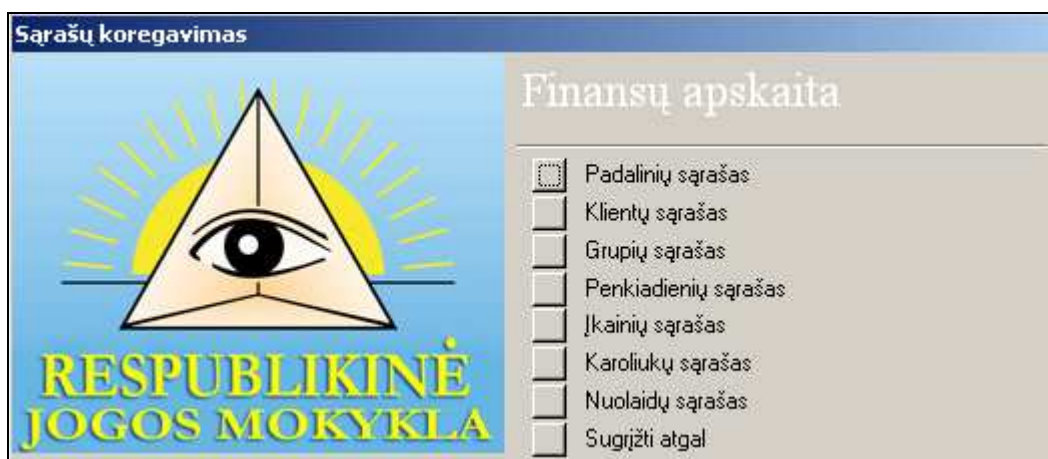 Sąrašų koregavimas
Finansų apskaita
Padalinių sąrašas
Klientų sąrašas
Grupių sąrašas
Penkiadienių sąrašas
Įkainių sąrašas
Karoliukų sąrašas
Nuolaidų sąrašas
Sugrįžti atgal
RESPUBLIKINĖ
JOGOS MOKYKLA